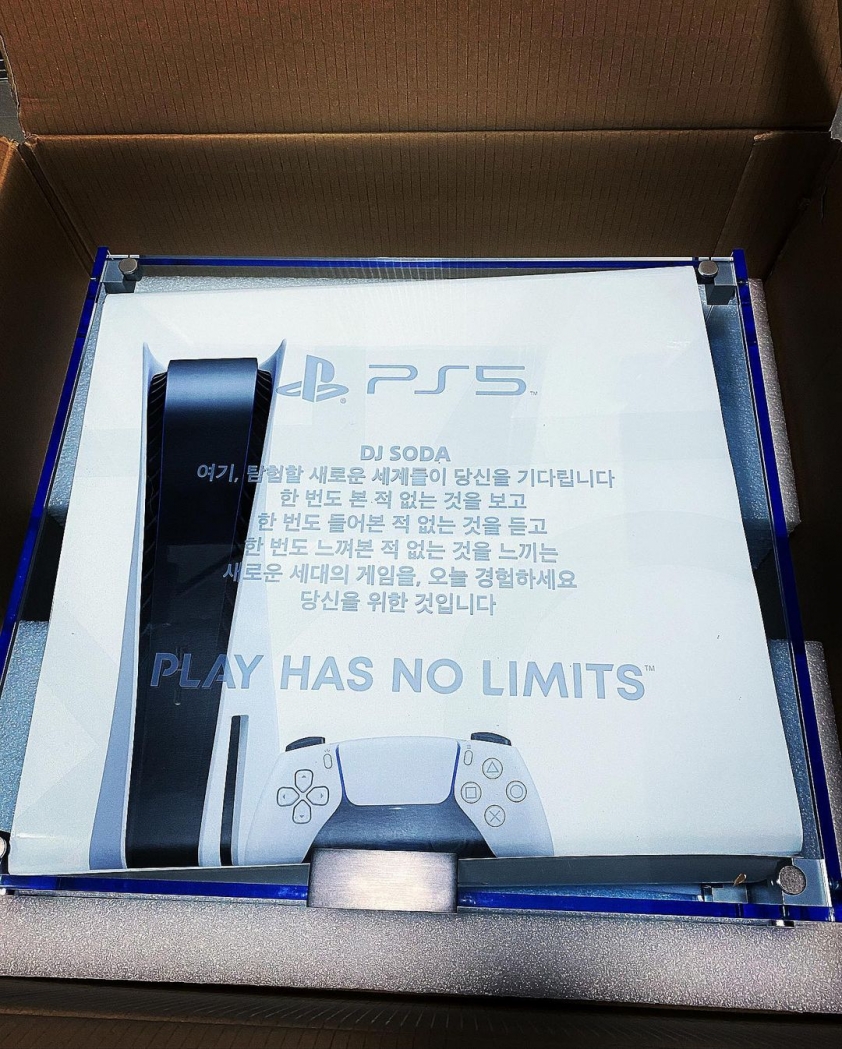 PS5™
DJ SODA
여기, 탐험할 새로운 세계들이 당신을 기다립니다
한 번도 본 적 없는 것을 보고
한 번도 들어본 적 없는 것을 듣고
한 번도 느껴본 적 없는 것을 느끼는
새로운 세대의 게임을, 오늘 경험하세요
당신을 위한 것입니다
PLAY HAS NO LIMITS™